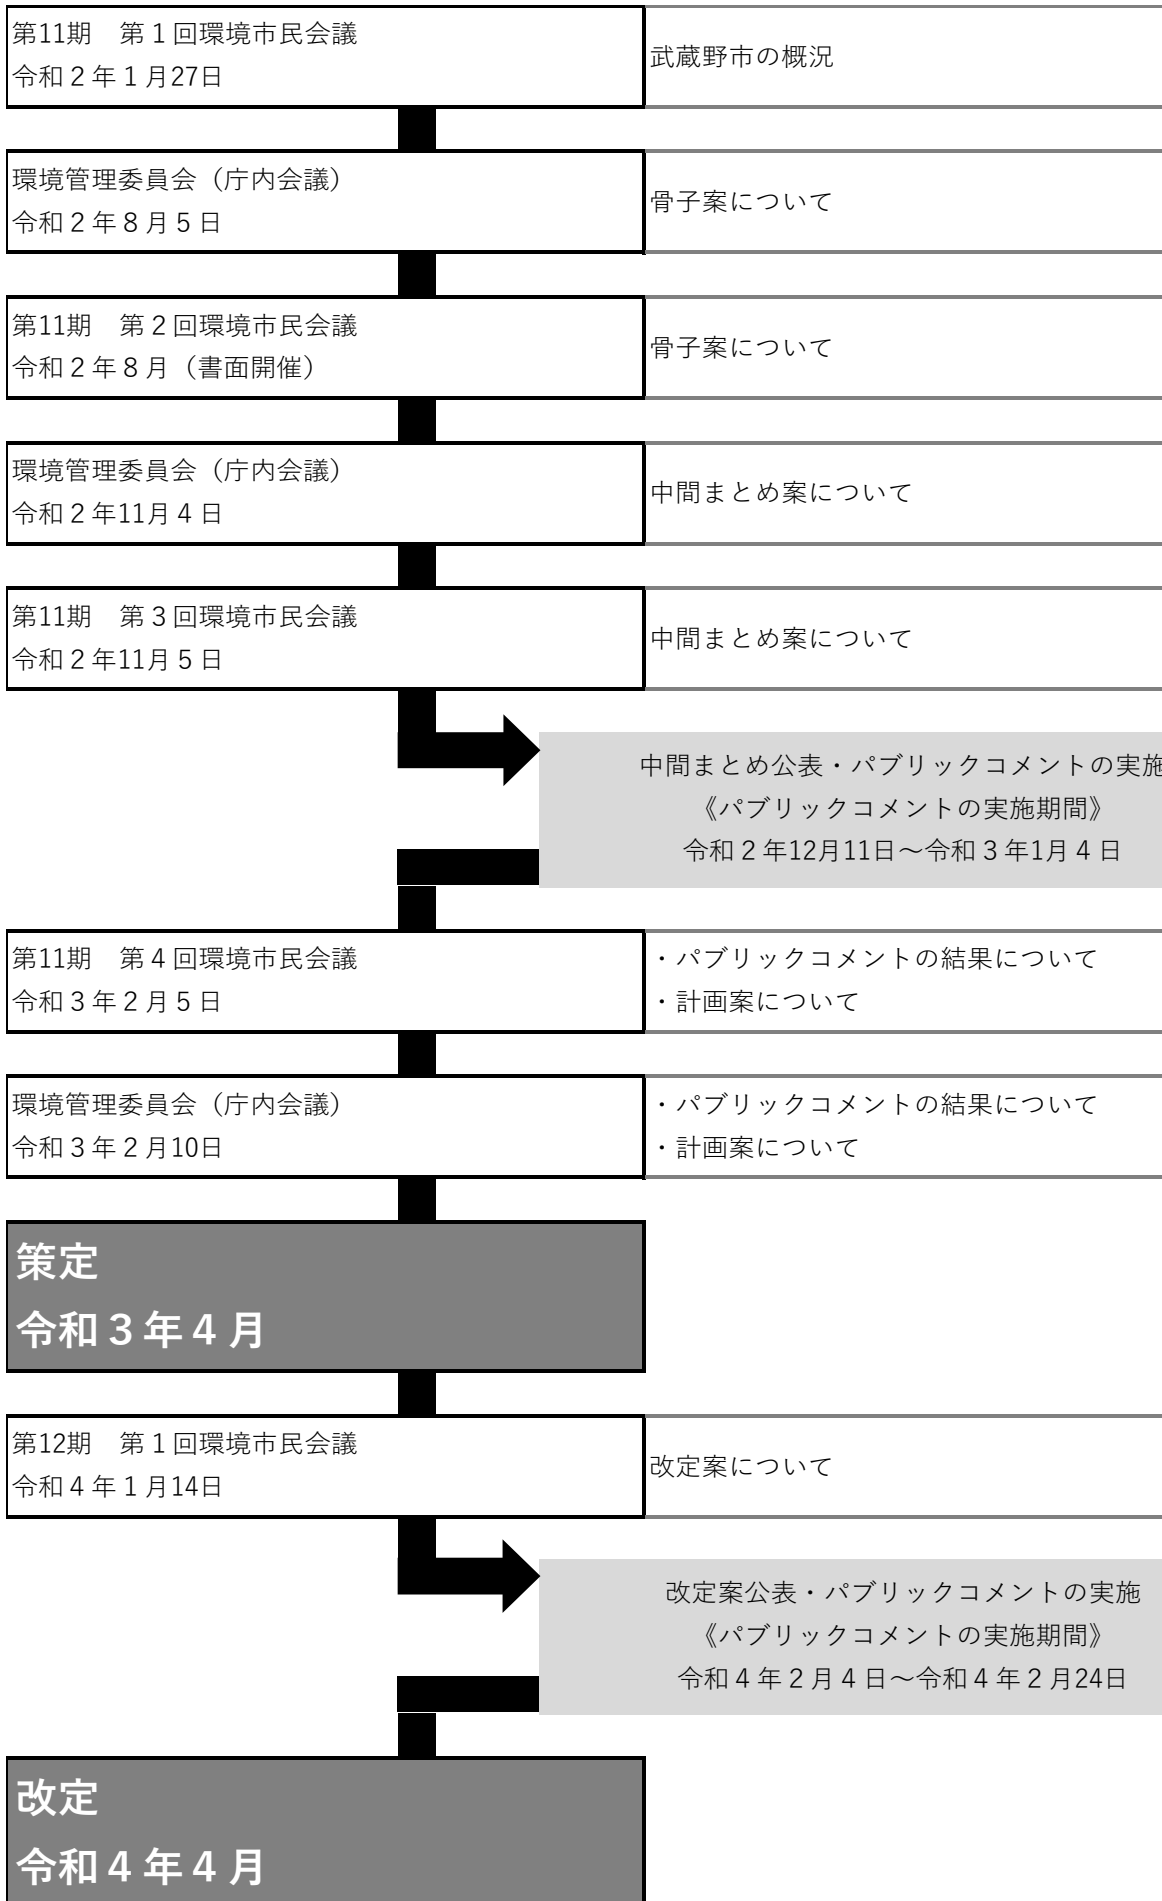 第11期　第１回環境市民会議
令和２年１月27日
武蔵野市の概況
環境管理委員会（庁内会議）
令和２年８月５日
骨子案について
第11期　第２回環境市民会議
令和２年８月（書面開催）
骨子案について
環境管理委員会（庁内会議）
令和２年11月４日
中間まとめ案について
第11期　第３回環境市民会議
令和２年11月５日
中間まとめ案について
中間まとめ公表・パブリックコメントの実施
《パブリックコメントの実施期間》
令和２年12月11日～令和３年1月４日
第11期　第４回環境市民会議
令和３年２月５日
・パブリックコメントの結果について
・計画案について
環境管理委員会（庁内会議）
令和３年２月10日
・パブリックコメントの結果について
・計画案について
策定
令和３年４月
第12期　第１回環境市民会議
令和４年１月14日
改定案について
改定案公表・パブリックコメントの実施
《パブリックコメントの実施期間》
令和４年２月４日～令和４年２月24日
改定
令和４年４月